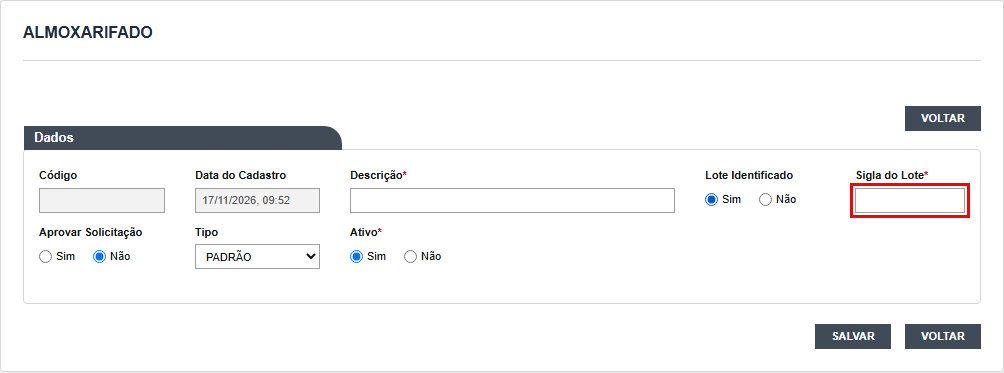 ALMOXARIFADO
VOLTAR
Dados
Código
Data do Cadastro
Descrição*
Lote Identificado
Sigla do Lote*
17/11/2026, 09:52
Sim
Não
Aprovar Solicitação
Tipo
Ativo*
Sim
Não
PADRÃO
Sim
Não
SALVAR
VOLTAR